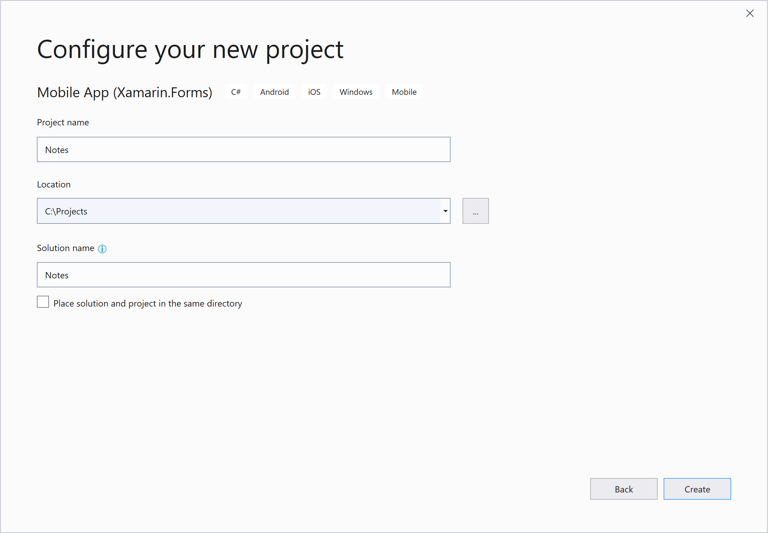 Configure your new project
Mobile App (Xamarin.Forms) C# Android iOS Windows Mobile
Project name
Notes
Location
C:\Projects
...
Solution name
Notes
Place solution and project in the same directory
Back Create